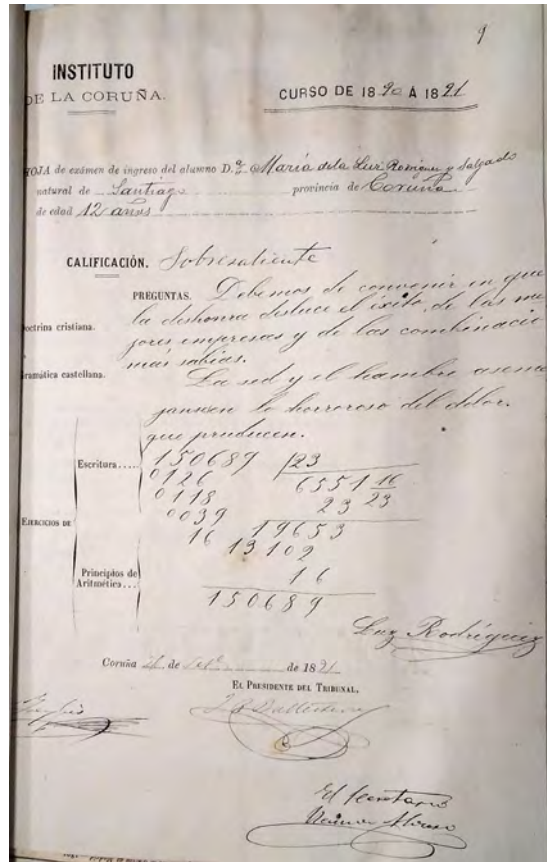 9
INSTITUTO
DE LA CORUÑA.
CURSO DE 1890 Á 1891
HOJA de exámen de ingreso del alumno D.ª María de la Luz Rodríguez y Salgado
natural de Santiago provincia de Coruña
de edad 12 años
CALIFICACIÓN. Sobresaliente
PREGUNTAS. Debemos de convenir en que
la deshonra desluce el éxito de las me
jores empresas y de las combinacio
más sabias.
Doctrina cristiana.
Gramática castellana.
La sed y el hambre aseme
jansen lo horroroso del dolor.
que producen.
Ejercicios de
Escritura.....
150689 23
0126 6551 16
0118 23 23
0039 19653
16 13102
Principios de
Aritmética...
16
150689
Luz Rodríguez
Coruña de de 1891
EL PRESIDENTE DEL TRIBUNAL.
El Secretario